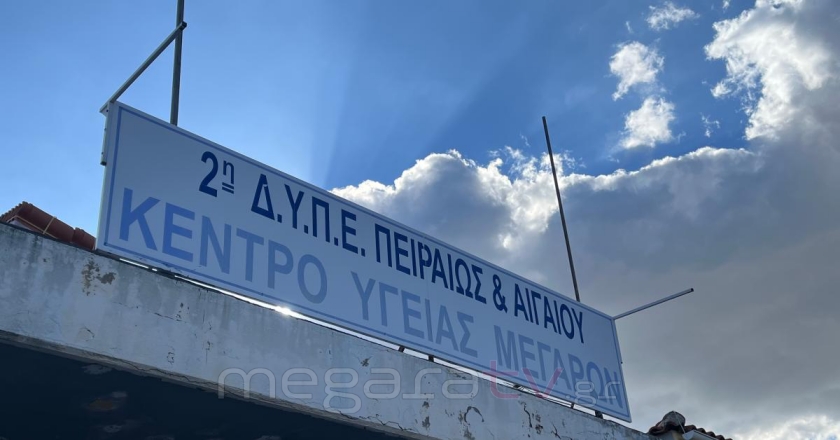 2η Δ.Υ.Π.Ε. ΠΕΙΡΑΙΩΣ & ΑΙΓΑΙΟΥ
ΚΕΝΤΡΟ ΥΓΕΙΑΣ ΜΕΓΑΡΩΝ
megaratv.gr